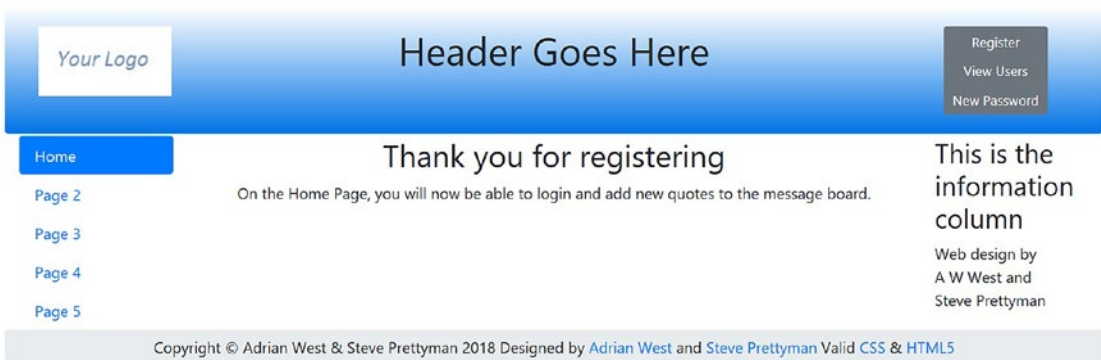 Your Logo
Header Goes Here
Register
View Users
New Password
Home
Page 2
Page 3
Page 4
Page 5
Thank you for registering
On the Home Page, you will now be able to login and add new quotes to the message board.
This is the
information
column
Web design by
A W West and
Steve Prettyman
Copyright © Adrian West & Steve Prettyman 2018 Designed by Adrian West and Steve Prettyman Valid CSS & HTML5